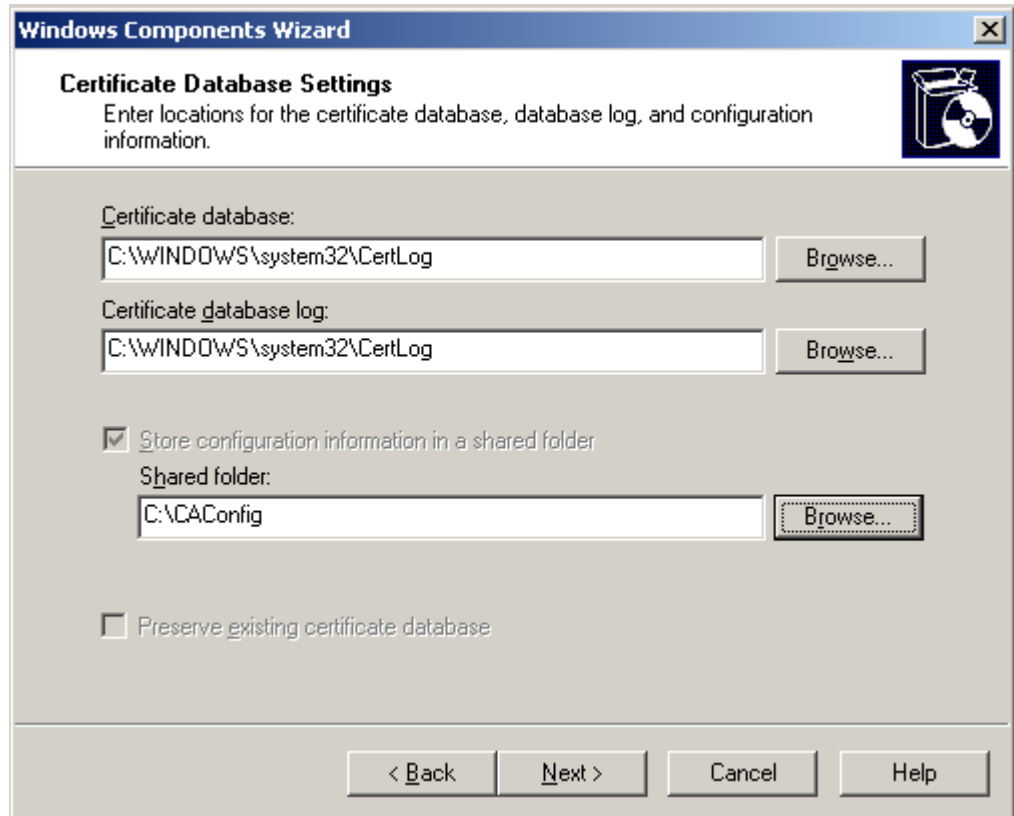 Windows Components Wizard
Certificate Database Settings
Enter locations for the certificate database, database log, and configuration
information.
Certificate database:
C:\WINDOWS\system32\CertLog
Browse...
Certificate database log:
C:\WINDOWS\system32\CertLog
Browse...
Store configuration information in a shared folder
Shared folder:
C:\CAConfig
Browse...
Preserve existing certificate database
< Back
Next >
Cancel
Help